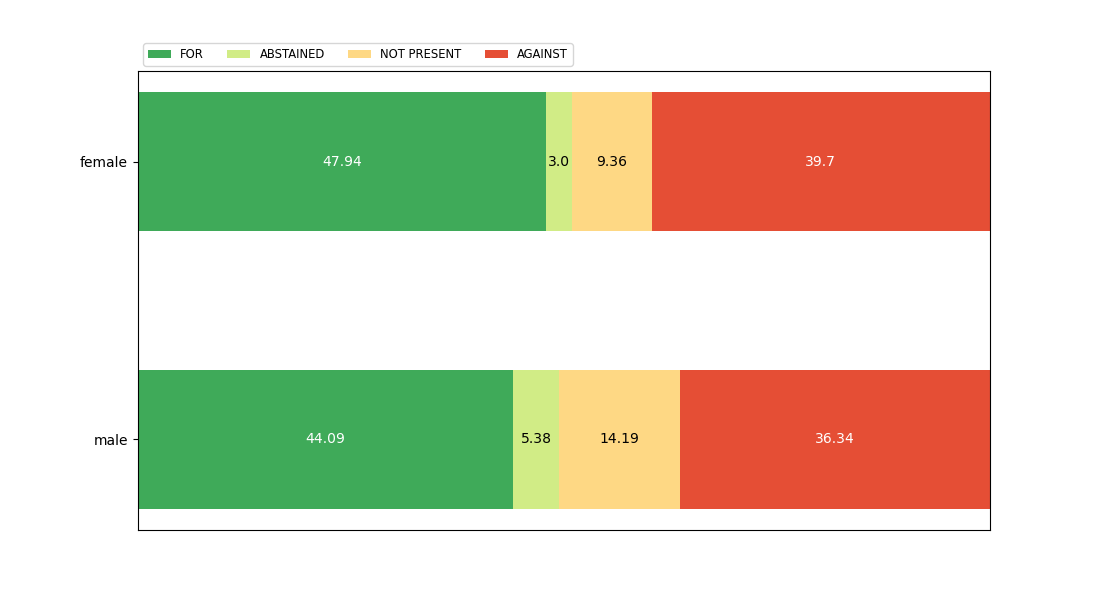 FOR ABSTAINED NOT PRESENT AGAINST
female 47.94 3.0 9.36 39.7
male 44.09 5.38 14.19 36.34